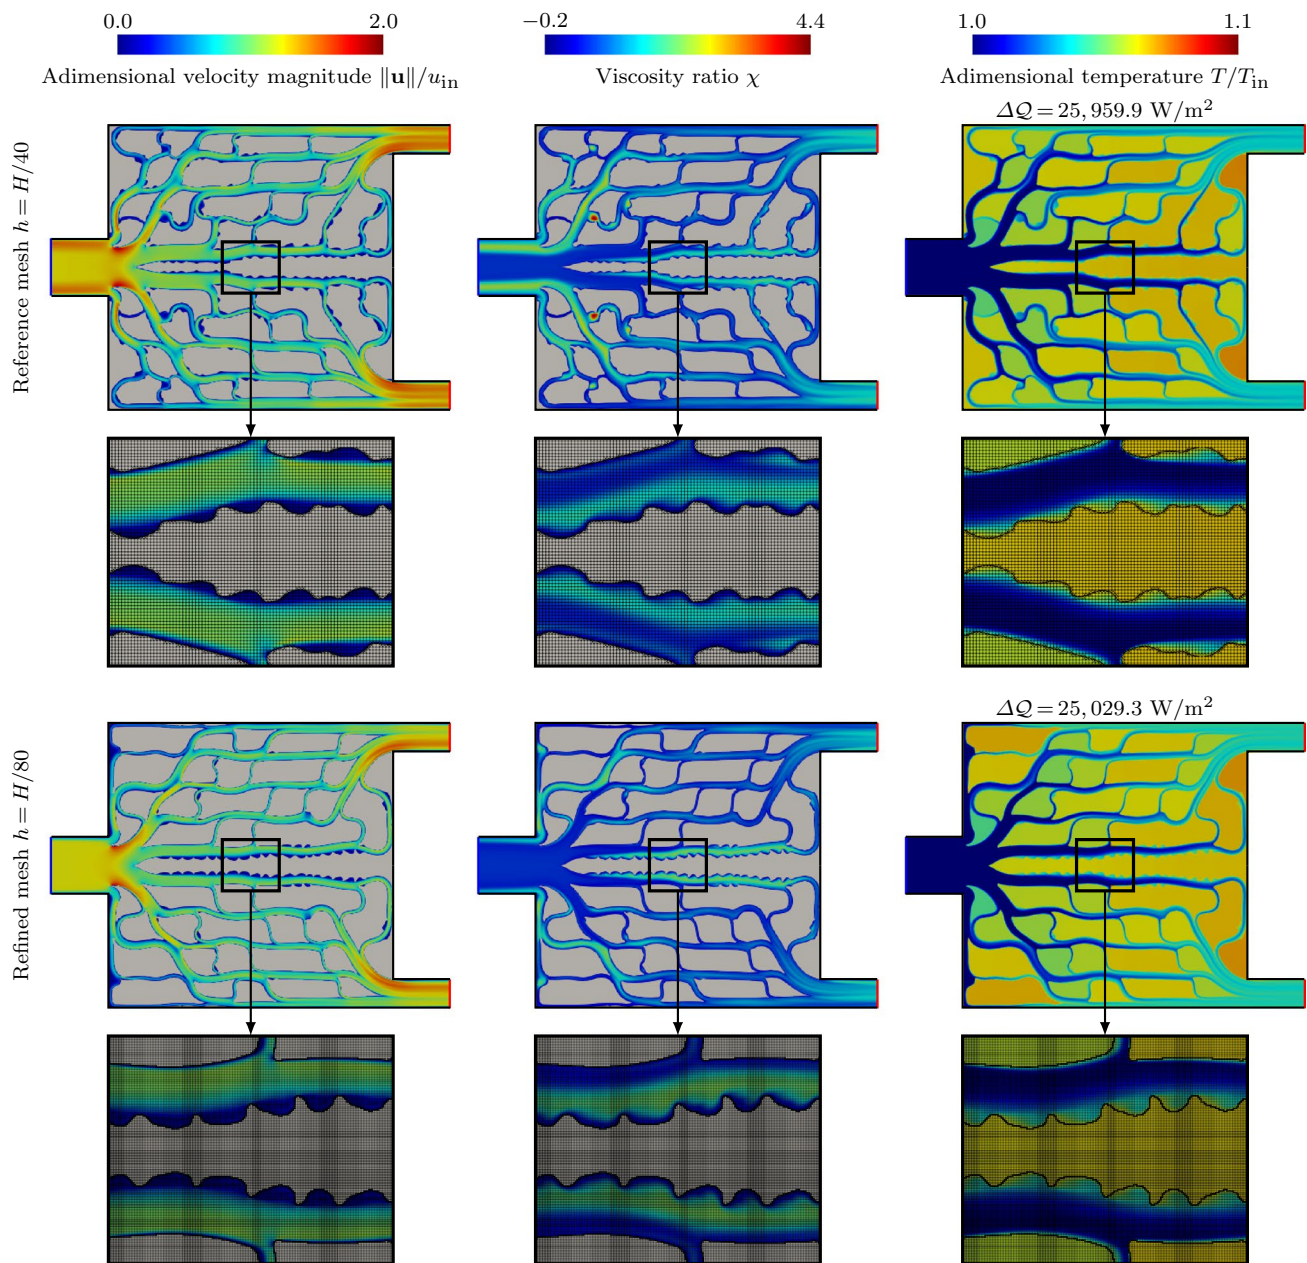 0.0 2.0
Adimensional velocity magnitude ‖𝐮‖/u_in
−0.2 4.4
Viscosity ratio χ
1.0 1.1
Adimensional temperature T/T_in
Reference mesh h = H/40
ΔQ = 25,959.9 W/m²
Refined mesh h = H/80
ΔQ = 25,029.3 W/m²